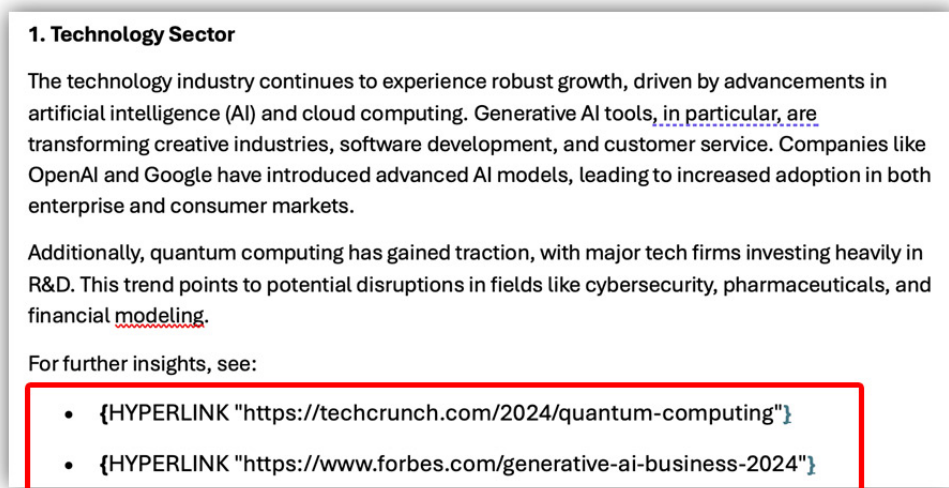 1. Technology Sector
The technology industry continues to experience robust growth, driven by advancements in
artificial intelligence (AI) and cloud computing. Generative AI tools, in particular, are
transforming creative industries, software development, and customer service. Companies like
OpenAI and Google have introduced advanced AI models, leading to increased adoption in both
enterprise and consumer markets.
Additionally, quantum computing has gained traction, with major tech firms investing heavily in
R&D. This trend points to potential disruptions in fields like cybersecurity, pharmaceuticals, and
financial modeling.
For further insights, see:
• {HYPERLINK "https://techcrunch.com/2024/quantum-computing"}
• {HYPERLINK "https://www.forbes.com/generative-ai-business-2024"}